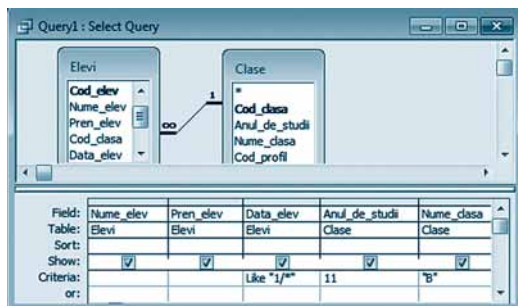 Query1 : Select Query
Elevi
Cod_elev
Nume_elev
Pren_elev
Cod_clasa
Data_elev
∞
1
Clase
*
Cod_clasa
Anul_de_studii
Nume_clasa
Cod_profil
Field: Nume_elev Pren_elev Data_elev Anul_de_studii Nume_clasa
Table: Elevi Elevi Elevi Clase Clase
Sort:
Show:
Criteria: Like "1/*" 11 "B"
or: